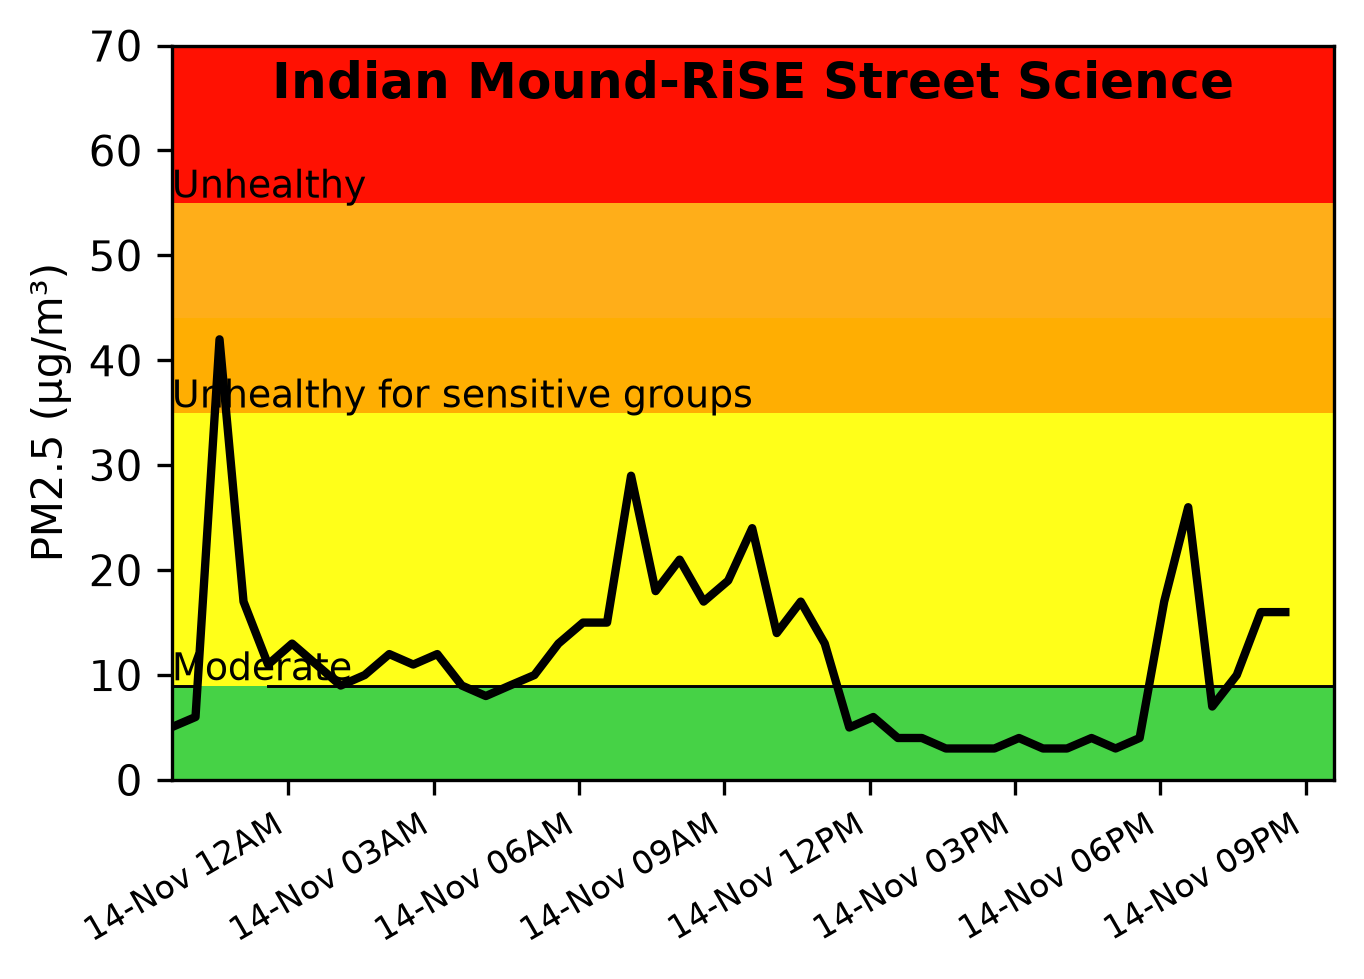 Indian Mound-RiSE Street Science
PM2.5 (µg/m³)
70
60
50
40
30
20
10
0
Unhealthy
Unhealthy for sensitive groups
Moderate
14-Nov 12AM
14-Nov 03AM
14-Nov 06AM
14-Nov 09AM
14-Nov 12PM
14-Nov 03PM
14-Nov 06PM
14-Nov 09PM